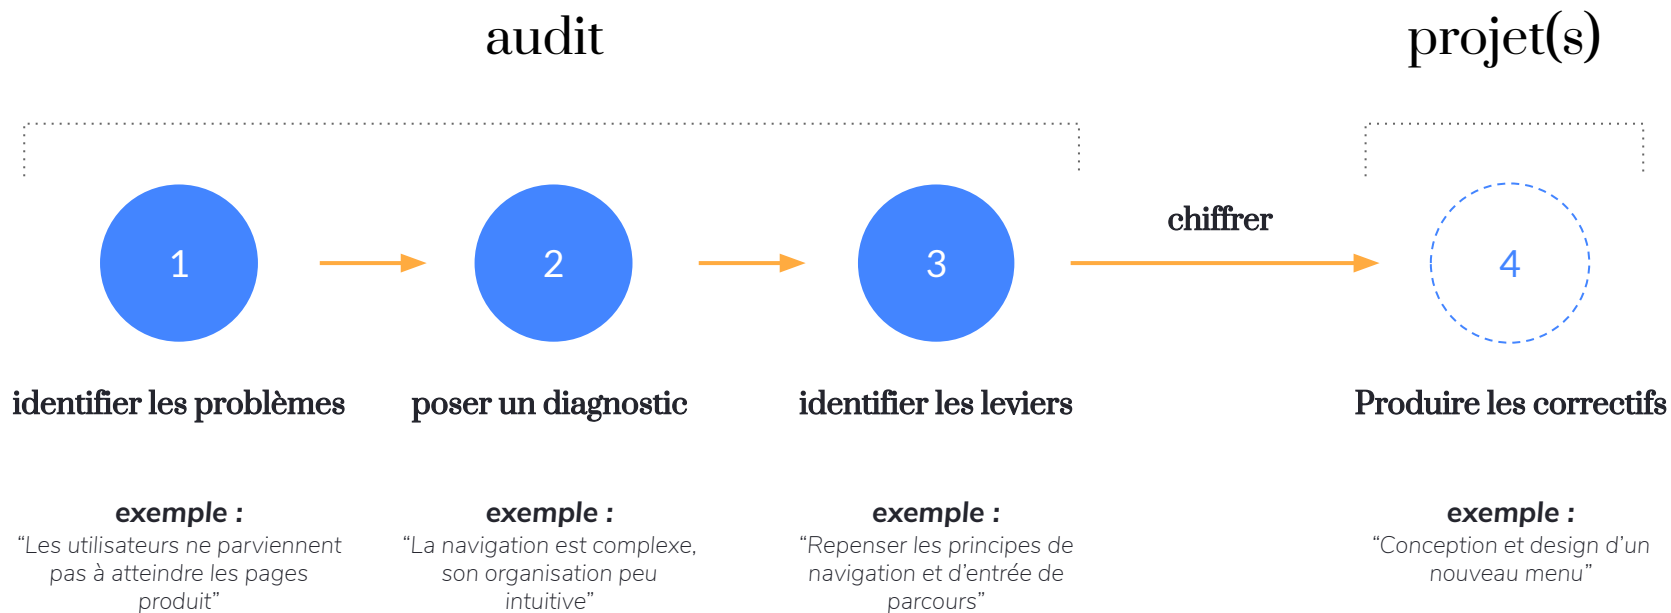 audit
projet(s)
chiffrer
1
2
3
4
identifier les problèmes
poser un diagnostic
identifier les leviers
Produire les correctifs
exemple :
“Les utilisateurs ne parviennent
pas à atteindre les pages
produit”
exemple :
“La navigation est complexe,
son organisation peu
intuitive”
exemple :
“Repenser les principes de
navigation et d’entrée de
parcours”
exemple :
“Conception et design d’un
nouveau menu”